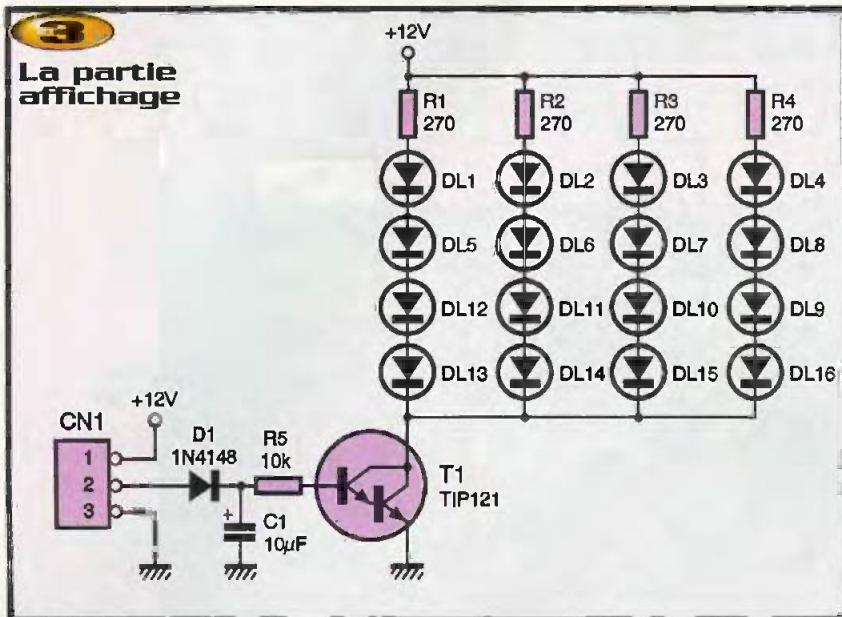 3
La partie
affichage
+12V
R1
270
R2
270
R3
270
R4
270
DL1
DL2
DL3
DL4
DL5
DL6
DL7
DL8
DL12
DL11
DL10
DL9
DL13
DL14
DL15
DL16
+12V
CN1
1
2
3
D1
1N4148
R5
10k
+
C1
10µF
T1
TIP121